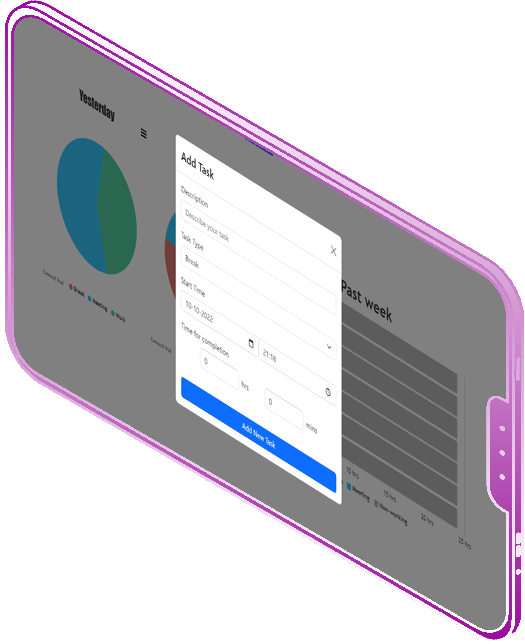 Yesterday
Break
Meeting
Work
Add Task
Description
Describe your task
Task Type
Break
Start Time
10-10-2022
21:18
Time for completion
0
hrs
0
mins
Add New Task
Past week
10 hrs
15 hrs
20 hrs
25 hrs
Meeting
Non-working